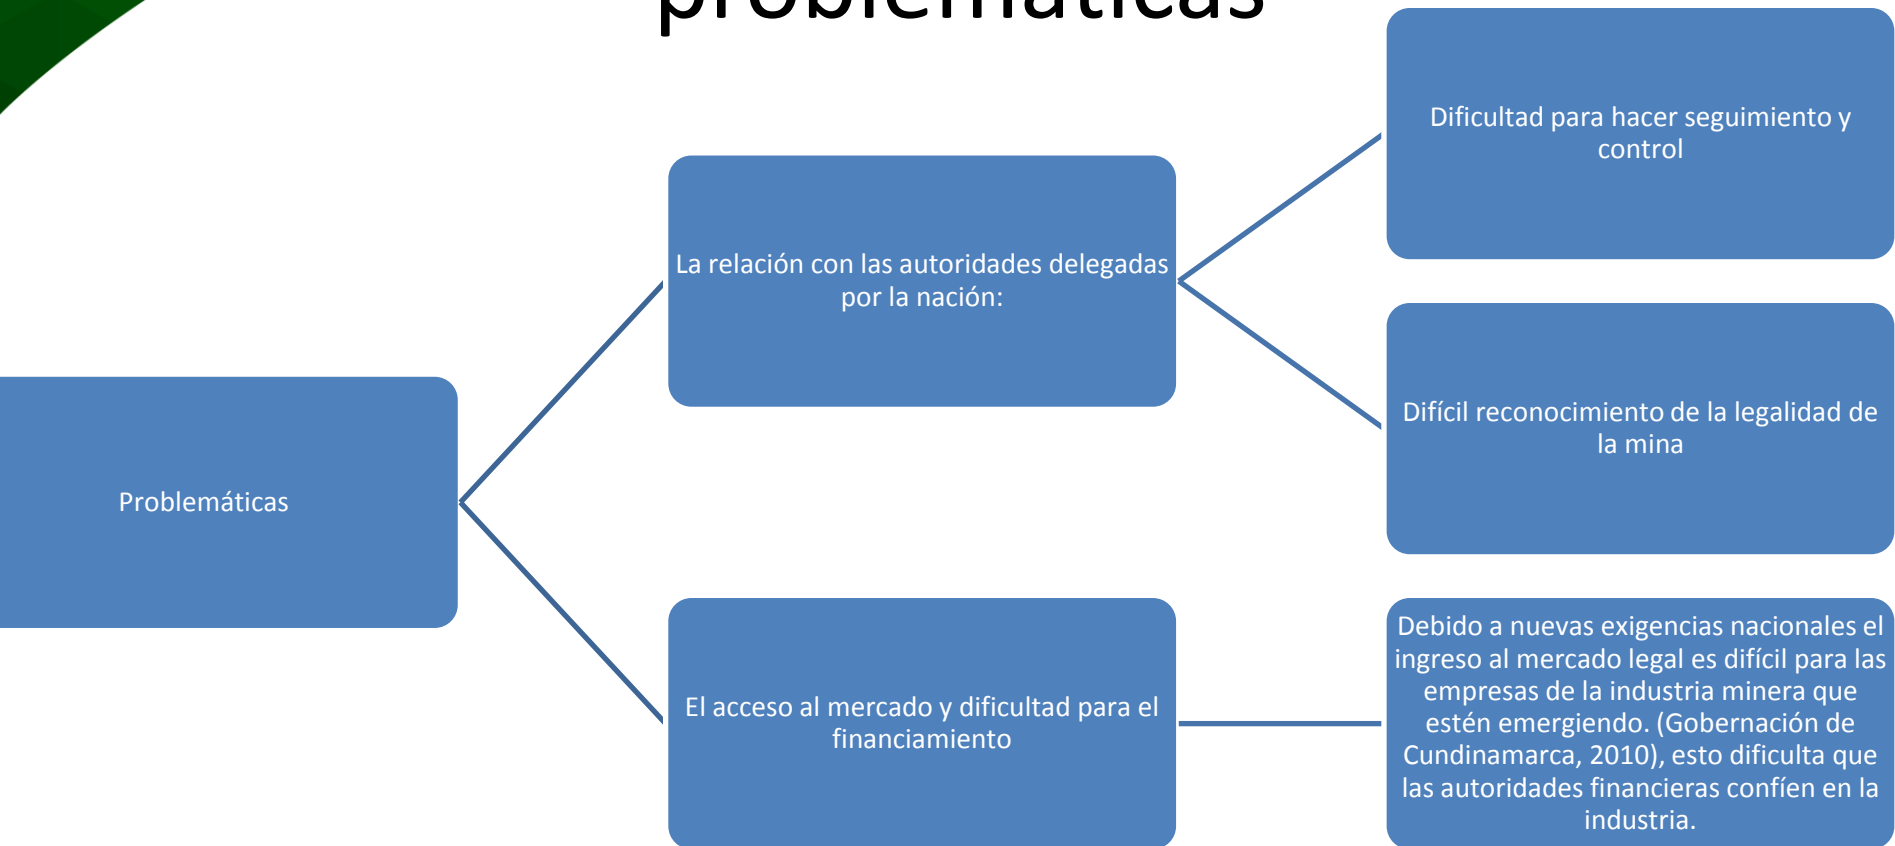 problemáticas
Problemáticas
La relación con las autoridades delegadas
por la nación:
Dificultad para hacer seguimiento y
control
Difícil reconocimiento de la legalidad de
la mina
El acceso al mercado y dificultad para el
financiamiento
Debido a nuevas exigencias nacionales el
ingreso al mercado legal es difícil para las
empresas de la industria minera que
estén emergiendo. (Gobernación de
Cundinamarca, 2010), esto dificulta que
las autoridades financieras confíen en la
industria.